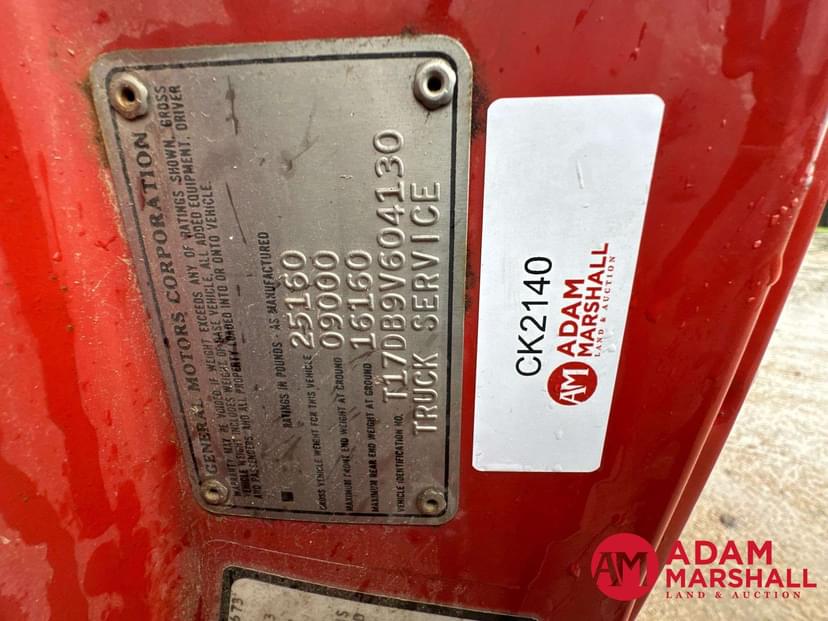 GENERAL MOTORS CORPORATION
WARRANTY MAY BE VOIDED IF WEIGHT EXCEEDS ANY OF RATINGS SHOWN. GROSS
VEHICLE WEIGHT INCLUDES WEIGHT OF BASE VEHICLE, ALL ADDED EQUIPMENT, DRIVER
AND PASSENGERS, AND ALL PROPERTY LOADED INTO OR ONTO VEHICLE.
RATINGS IN POUNDS - AS MANUFACTURED
GROSS VEHICLE WEIGHT FOR THIS VEHICLE 25160
MAXIMUM FRONT END WEIGHT AT GROUND 09000
MAXIMUM REAR END WEIGHT AT GROUND 16160
VEHICLE IDENTIFICATION NO. T17DB9V604130
TRUCK SERVICE
CK2140
AM ADAM
MARSHALL
LAND & AUCTION
673
AM ADAM
MARSHALL
LAND & AUCTION